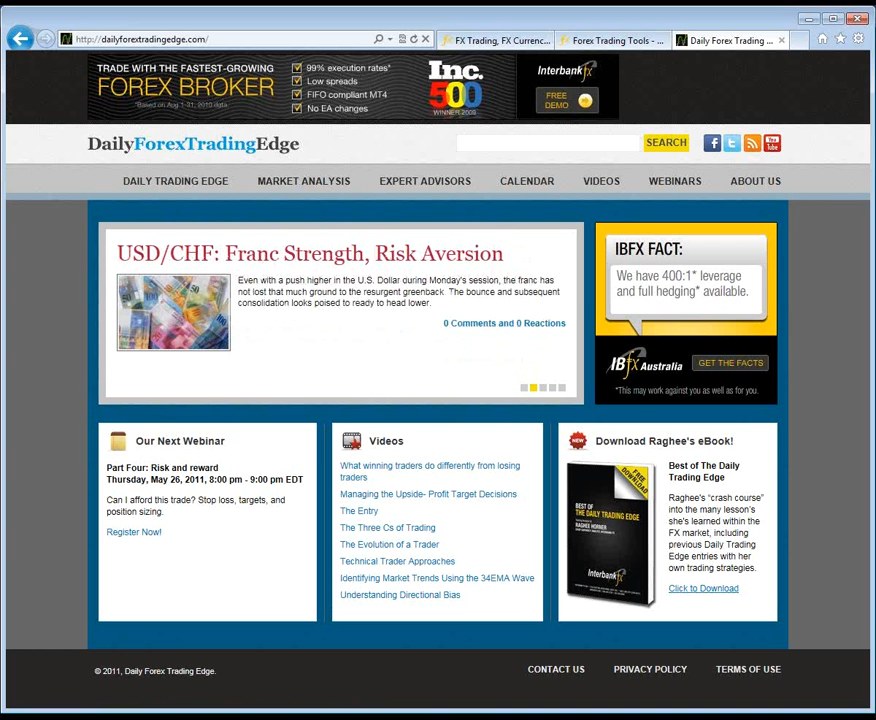 http://dailyforextradingedge.com/
FX Trading, FX Currenc...
Forex Trading Tools - ...
Daily Forex Trading ...
TRADE WITH THE FASTEST-GROWING
FOREX BROKER
*Based on Aug 1-31, 2010 data
99% execution rates*
Low spreads
FIFO compliant MT4
No EA changes
Inc.
500
WINNER 2009
Interbankfx
FREE
DEMO
DailyForexTradingEdge
SEARCH
You
Tube
DAILY TRADING EDGE
MARKET ANALYSIS
EXPERT ADVISORS
CALENDAR
VIDEOS
WEBINARS
ABOUT US
USD/CHF: Franc Strength, Risk Aversion
Even with a push higher in the U.S. Dollar during Monday's session, the franc has
not lost that much ground to the resurgent greenback. The bounce and subsequent
consolidation looks poised to ready to head lower.
0 Comments and 0 Reactions
IBFX FACT:
We have 400:1* leverage
and full hedging* available.
IBfx Australia
GET THE FACTS
*This may work against you as well as for you.
Our Next Webinar
Part Four: Risk and reward
Thursday, May 26, 2011, 8:00 pm - 9:00 pm EDT
Can I afford this trade? Stop loss, targets, and
position sizing.
Register Now!
Videos
What winning traders do differently from losing
traders
Managing the Upside- Profit Target Decisions
The Entry
The Three Cs of Trading
The Evolution of a Trader
Technical Trader Approaches
Identifying Market Trends Using the 34EMA Wave
Understanding Directional Bias
NEW
Download Raghee's eBook!
FREE
DOWNLOAD
BEST OF
THE DAILY TRADING EDGE
RAGHEE HORNER
Interbankfx
Best of The Daily
Trading Edge
Raghee's "crash course"
into the many lesson's
she's learned within the
FX market, including
previous Daily Trading
Edge entries with her
own trading strategies.
Click to Download
© 2011, Daily Forex Trading Edge.
CONTACT US
PRIVACY POLICY
TERMS OF USE